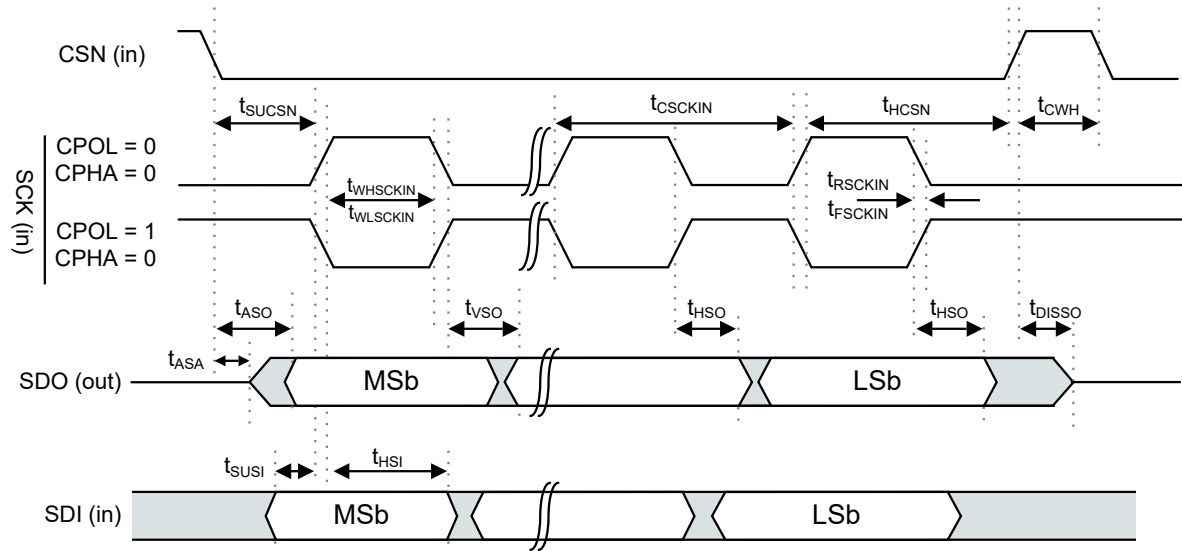 CSN (in)
tSUCSN
tCSCKIN
tHCSN
tCWH
SCK (in)
CPOL = 0
CPHA = 0
tWHSCKIN
tWLSCKIN
tRSCKIN
tFSCKIN
CPOL = 1
CPHA = 0
tASO
tVSO
tHSO
tHSO
tDISSO
tASA
SDO (out)
MSb
LSb
tSUSI
tHSI
SDI (in)
MSb
LSb